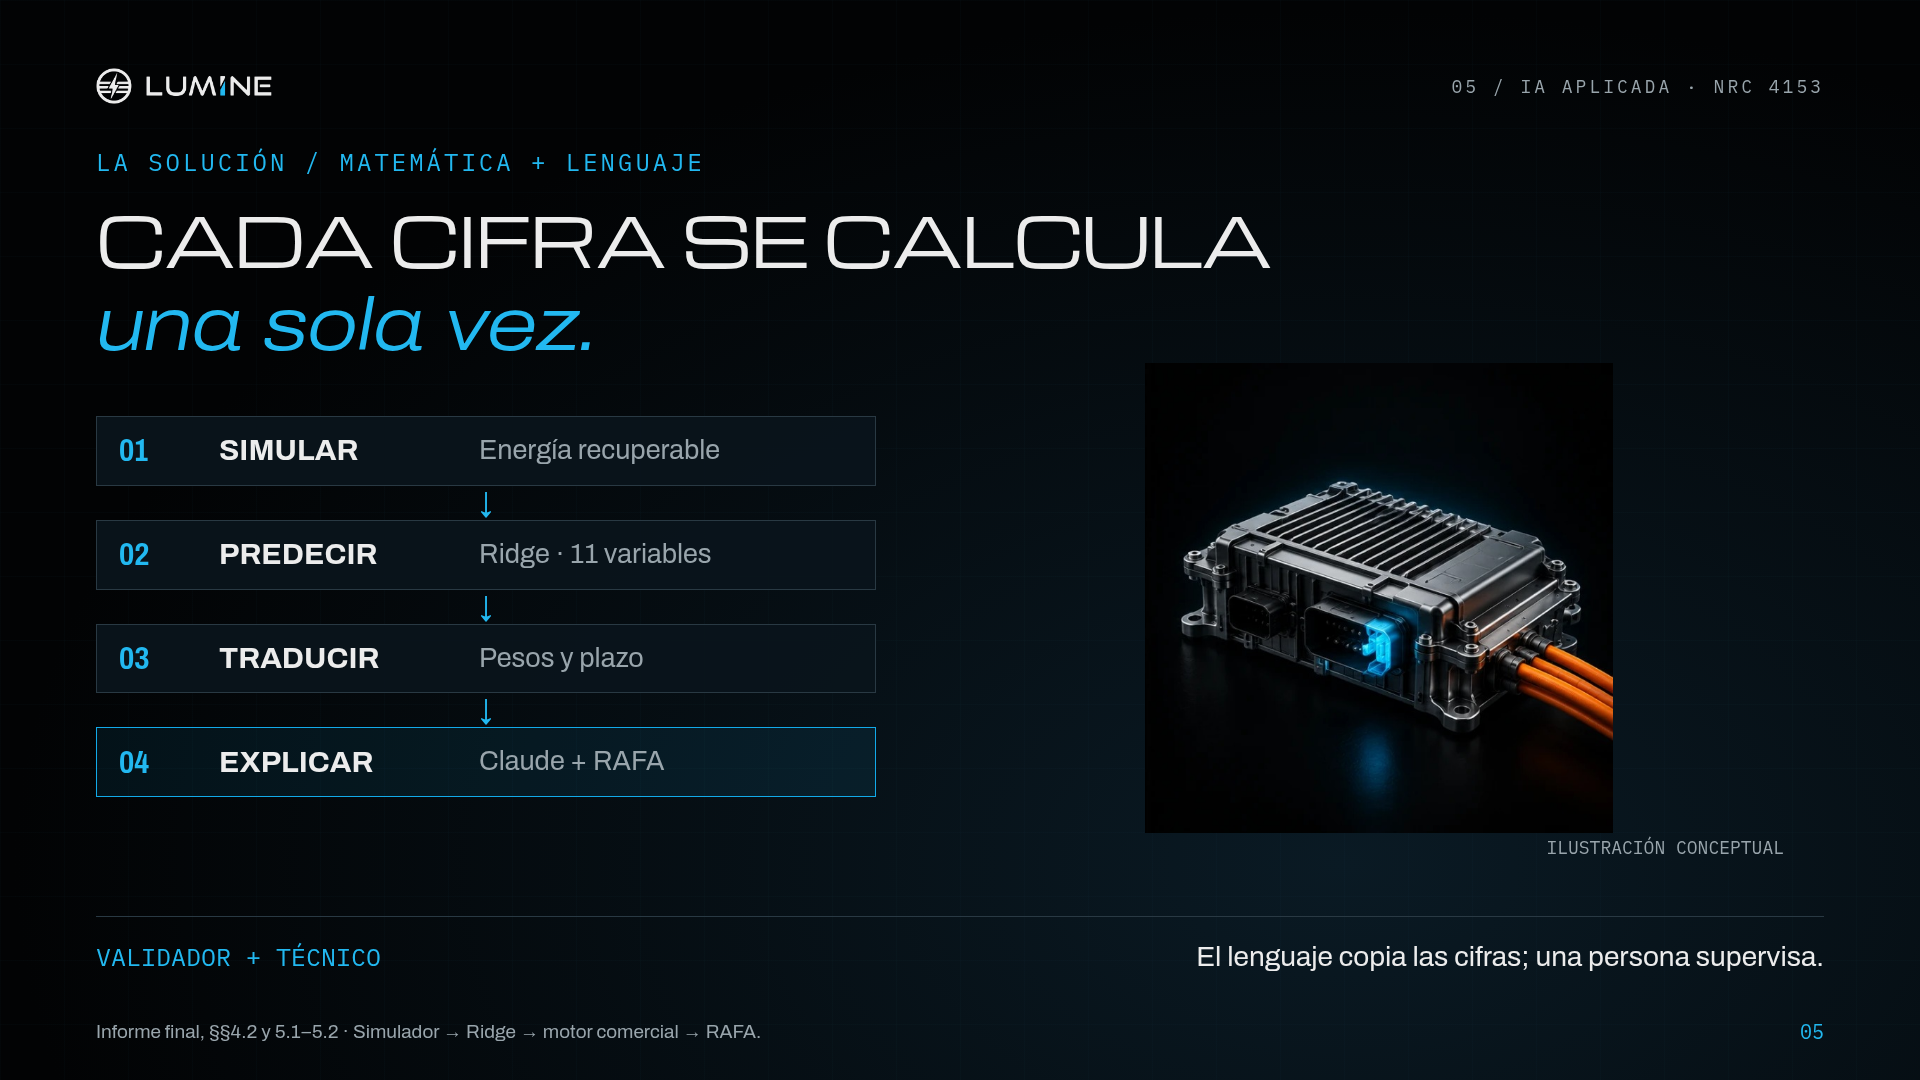 LUMINE
05 / IA APLICADA · NRC 4153
LA SOLUCIÓN / MATEMÁTICA + LENGUAJE
CADA CIFRA SE CALCULA
una sola vez.
01 SIMULAR Energía recuperable
↓
02 PREDECIR Ridge · 11 variables
↓
03 TRADUCIR Pesos y plazo
↓
04 EXPLICAR Claude + RAFA
ILUSTRACIÓN CONCEPTUAL
VALIDADOR + TÉCNICO
El lenguaje copia las cifras; una persona supervisa.
Informe final, §§4.2 y 5.1–5.2 · Simulador → Ridge → motor comercial → RAFA.
05